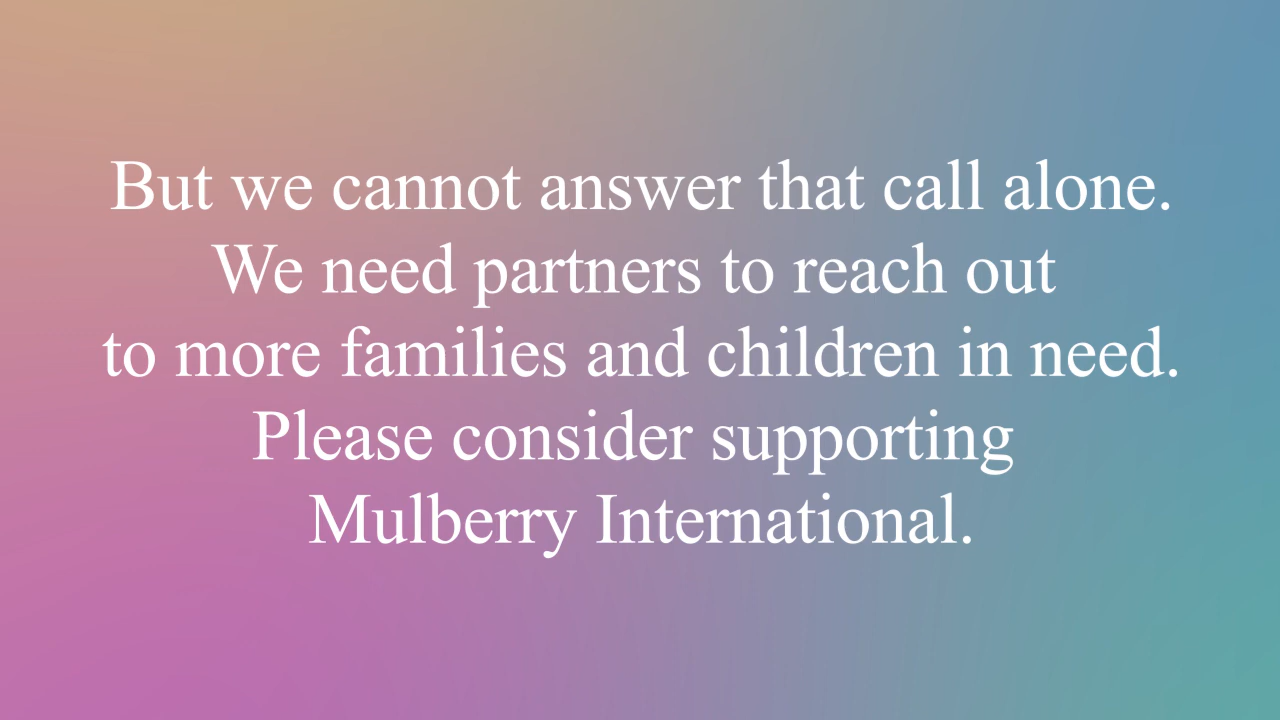 But we cannot answer that call alone.
We need partners to reach out
to more families and children in need.
Please consider supporting
Mulberry International.